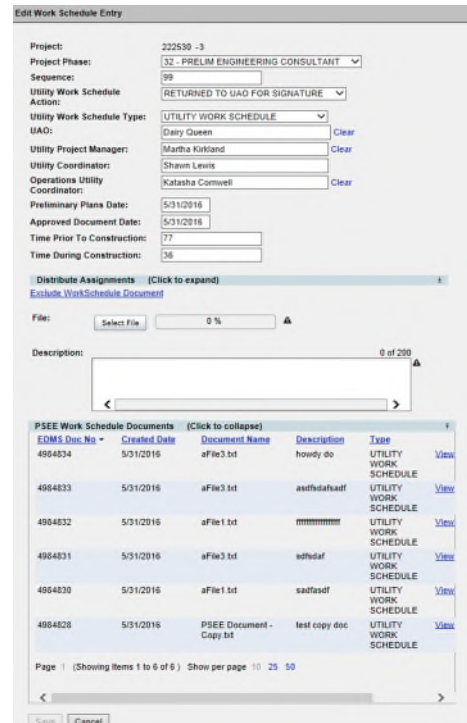 Edit Work Schedule Entry
Project: 222530 -3
Project Phase: 32 - PRELIM ENGINEERING CONSULTANT
Sequence: 99
Utility Work Schedule Action: RETURNED TO UAO FOR SIGNATURE
Utility Work Schedule Type: UTILITY WORK SCHEDULE
UAO: Dairy Queen Clear
Utility Project Manager: Martha Kirkland Clear
Utility Coordinator: Shawn Lewis
Operations Utility Coordinator: Katasha Cornwell Clear
Preliminary Plans Date: 5/31/2016
Approved Document Date: 5/31/2016
Time Prior To Construction: 77
Time During Construction: 36
Distribute Assignments (Click to expand)
Exclude WorkSchedule Document
File: Select File 0 %
Description: 0 of 200
PSEE Work Schedule Documents (Click to collapse)
EDMS Doc No Created Date Document Name Description Type
4984834 5/31/2016 aFile3.txt howdy do UTILITY WORK SCHEDULE View
4984833 5/31/2016 aFile3.txt asdfsdafsadf UTILITY WORK SCHEDULE View
4984832 5/31/2016 aFile1.txt UTILITY WORK SCHEDULE View
4984831 5/31/2016 aFile3.txt sdfsdaf UTILITY WORK SCHEDULE View
4984830 5/31/2016 aFile1.txt sadfasdf UTILITY WORK SCHEDULE View
4984828 5/31/2016 PSEE Document - Copy.txt test copy doc UTILITY WORK SCHEDULE View
Page 1 (Showing Items 1 to 6 of 6 ) Show per page 10 25 50
Save Cancel